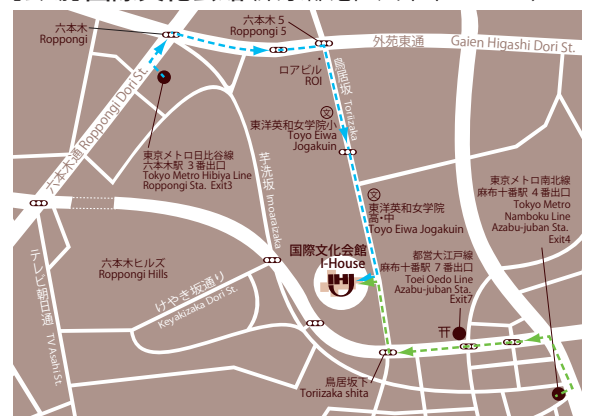 六本木
Roppongi
六本木 5
Roppongi 5
外苑東通 Gaien Higashi Dori St.
ロアビル
ROI
鳥居坂 Toriizaka
六本木通 Roppongi Dori St.
文
東洋英和女学院小
Toyo Eiwa
Jogakuin
東京メトロ日比谷線
六本木駅 3番出口
Tokyo Metro Hibiya Line
Roppongi Sta. Exit3
芋洗坂 Imoaraizaka
文
東洋英和女学院
高・中
Toyo Eiwa Jogakuin
東京メトロ南北線
麻布十番駅 4番出口
Tokyo Metro
Namboku Line
Azabu-juban Sta.
Exit4
国際文化会館
I-House
IHJ
都営大江戸線
麻布十番駅 7番出口
Toei Oedo Line
Azabu-juban Sta.
Exit7
テレビ朝日通 TV Asahi St.
六本木ヒルズ
Roppongi Hills
けやき坂通り
Keyakizaka Dori St.
鳥居坂下
Toriizaka shita